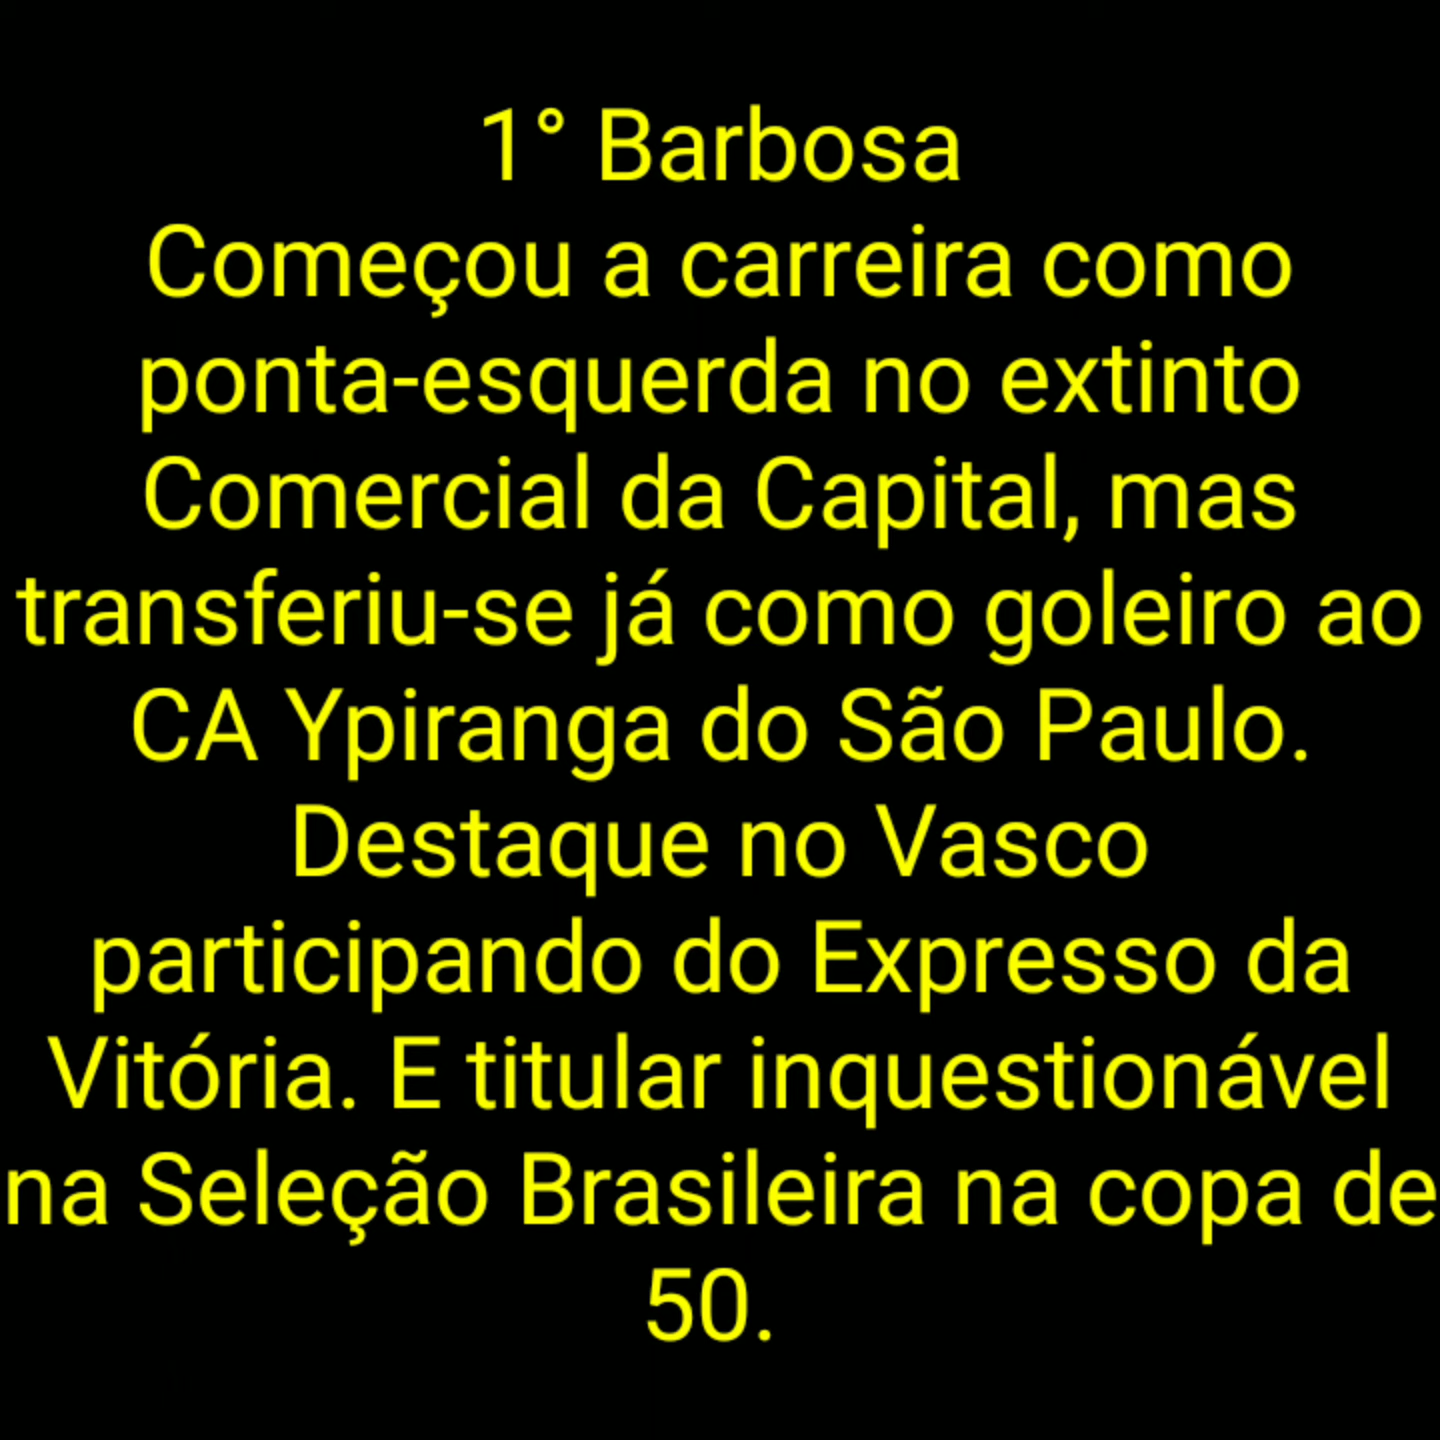 1° Barbosa
Começou a carreira como
ponta-esquerda no extinto
Comercial da Capital, mas
transferiu-se já como goleiro ao
CA Ypiranga do São Paulo.
Destaque no Vasco
participando do Expresso da
Vitória. E titular inquestionável
na Seleção Brasileira na copa de
50.